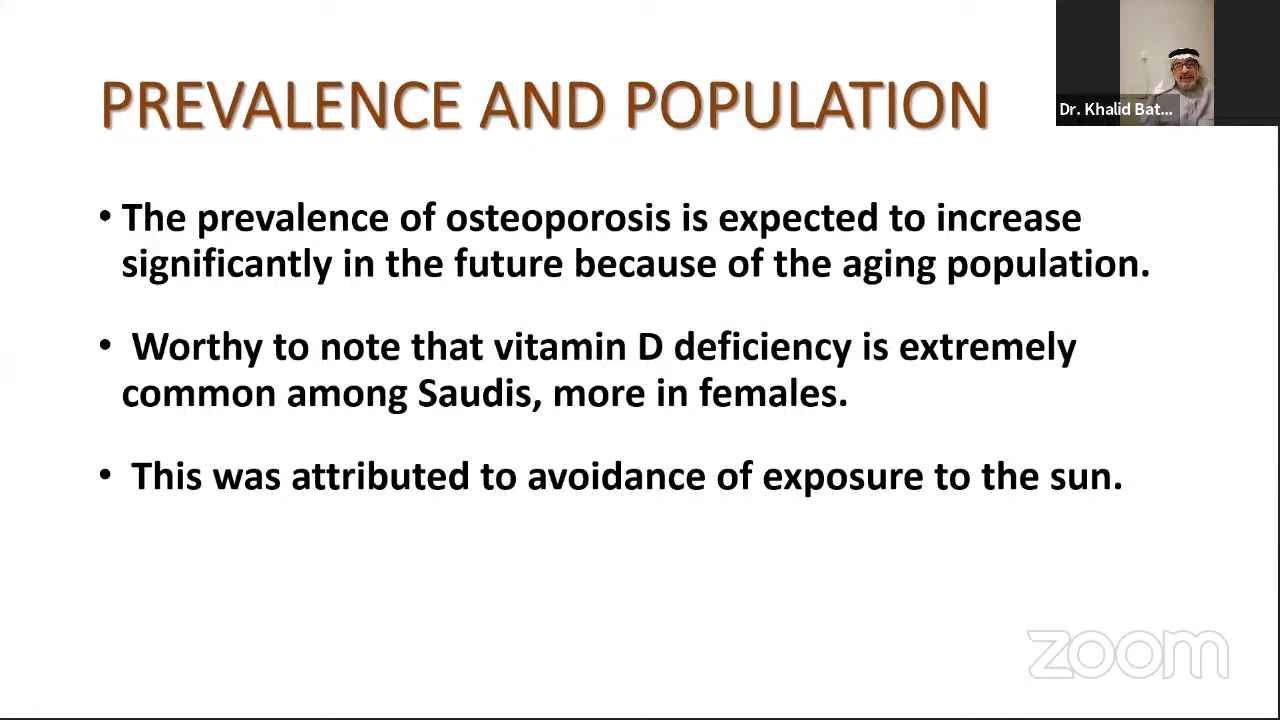 PREVALENCE AND POPULATION
Dr. Khalid Bat...
• The prevalence of osteoporosis is expected to increase
significantly in the future because of the aging population.
• Worthy to note that vitamin D deficiency is extremely
common among Saudis, more in females.
• This was attributed to avoidance of exposure to the sun.
zoom